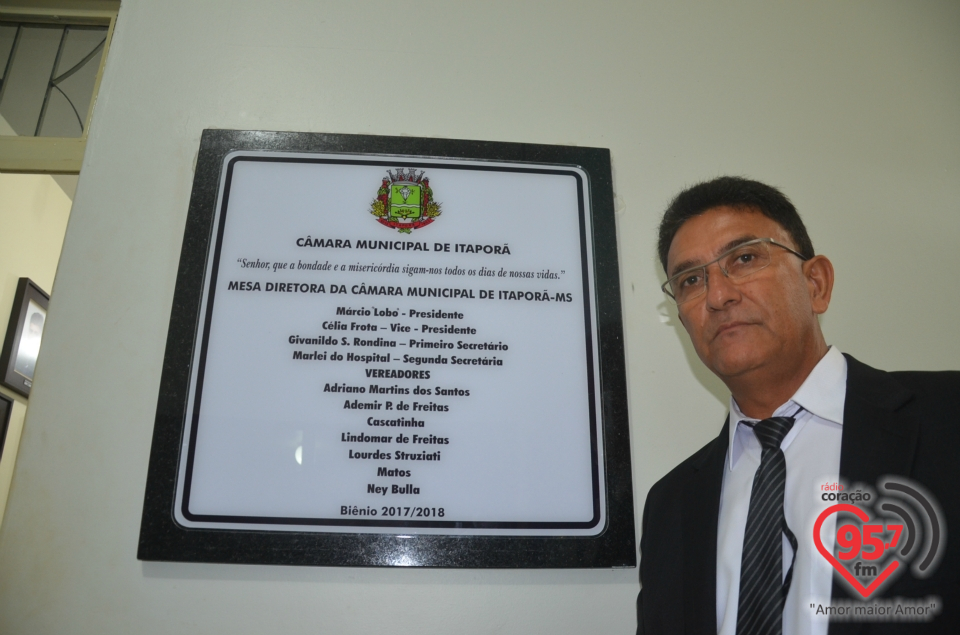 CÂMARA MUNICIPAL DE ITAPORÃ
“Senhor, que a bondade e a misericórdia sigam-nos todos os dias de nossas vidas.”
MESA DIRETORA DA CÂMARA MUNICIPAL DE ITAPORÃ-MS
Márcio Lobo - Presidente
Célia Frota – Vice - Presidente
Givanildo S. Rondina – Primeiro Secretário
Marlei do Hospital – Segunda Secretária
VEREADORES
Adriano Martins dos Santos
Ademir P. de Freitas
Cascatinha
Lindomar de Freitas
Lourdes Struziati
Matos
Ney Bulla
Biênio 2017/2018
rádio
coração
95.7
fm
"Amor maior Amor"